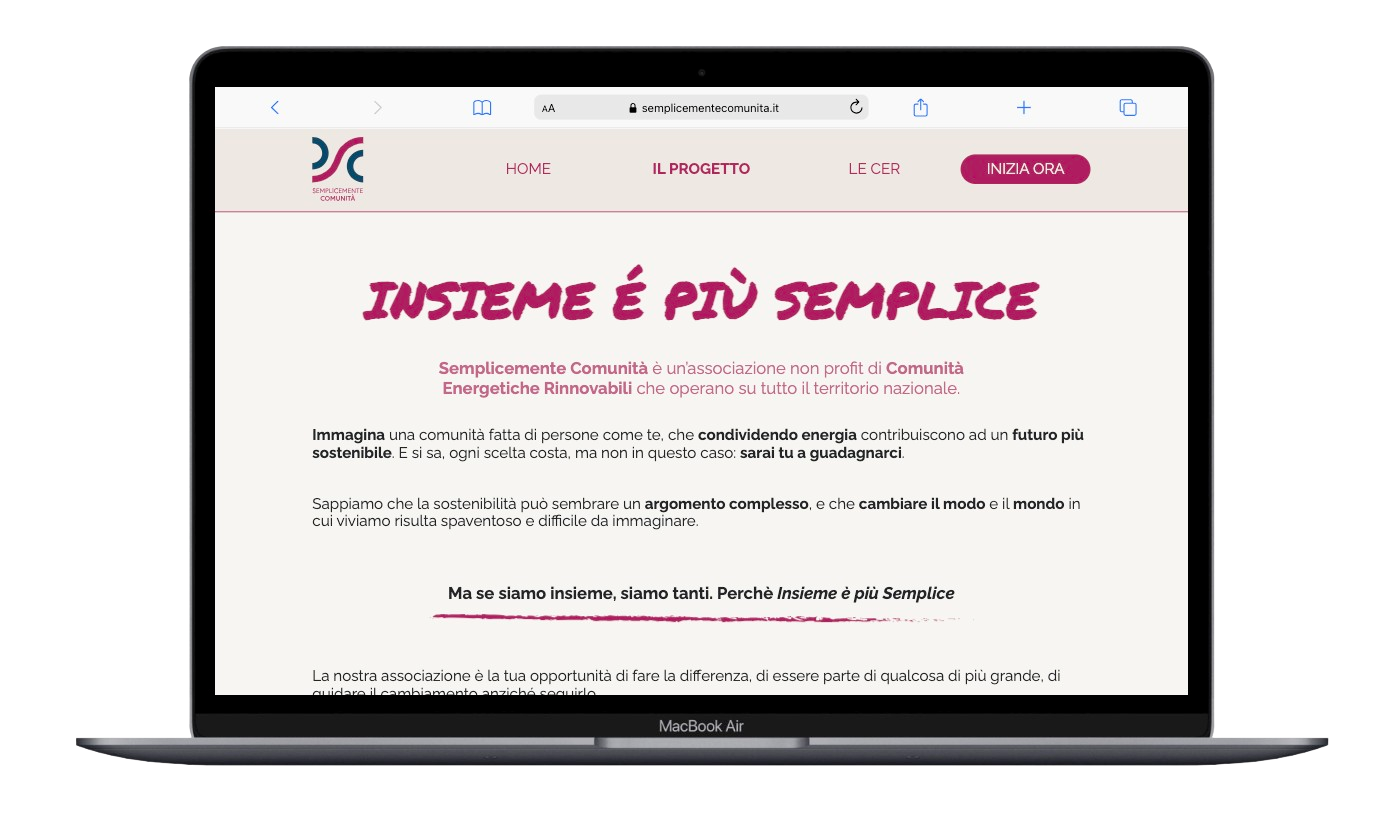 AA semplicementecomunita.it
SEMPLICEMENTE
COMUNITÀ
HOME IL PROGETTO LE CER INIZIA ORA
INSIEME É PIÙ SEMPLICE
Semplicemente Comunità è un'associazione non profit di Comunità
Energetiche Rinnovabili che operano su tutto il territorio nazionale.
Immagina una comunità fatta di persone come te, che condividendo energia contribuiscono ad un futuro più
sostenibile. E si sa, ogni scelta costa, ma non in questo caso: sarai tu a guadagnarci.
Sappiamo che la sostenibilità può sembrare un argomento complesso, e che cambiare il modo e il mondo in
cui viviamo risulta spaventoso e difficile da immaginare.
Ma se siamo insieme, siamo tanti. Perchè Insieme è più Semplice
La nostra associazione è la tua opportunità di fare la differenza, di essere parte di qualcosa di più grande, di
guidare il cambiamento anziché seguirlo
MacBook Air